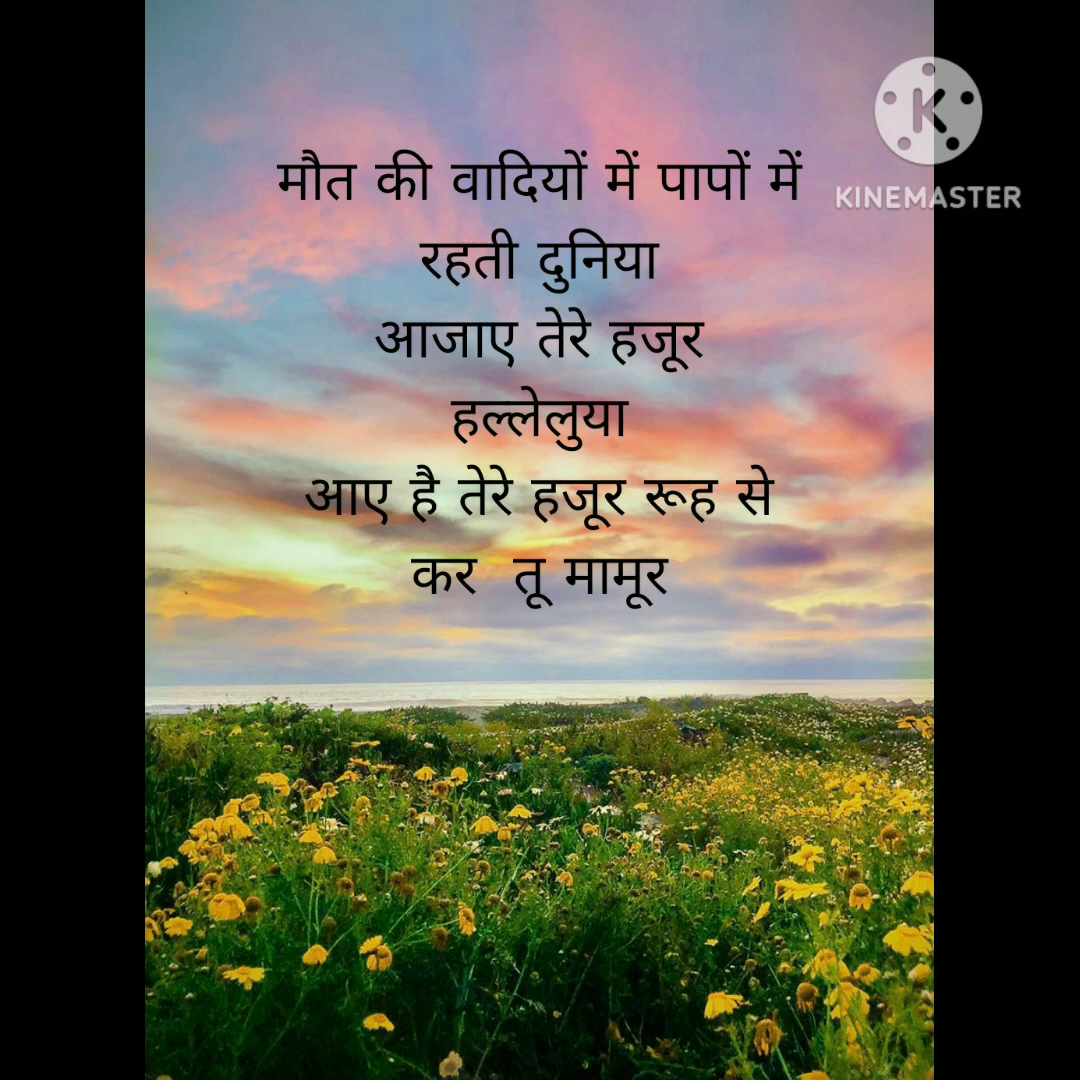 मौत की वादियों में पापों में
रहती दुनिया
आजाए तेरे हजूर
हल्लेलुया
आए है तेरे हजूर रूह से
कर तू मामूर
K
KINEMASTER